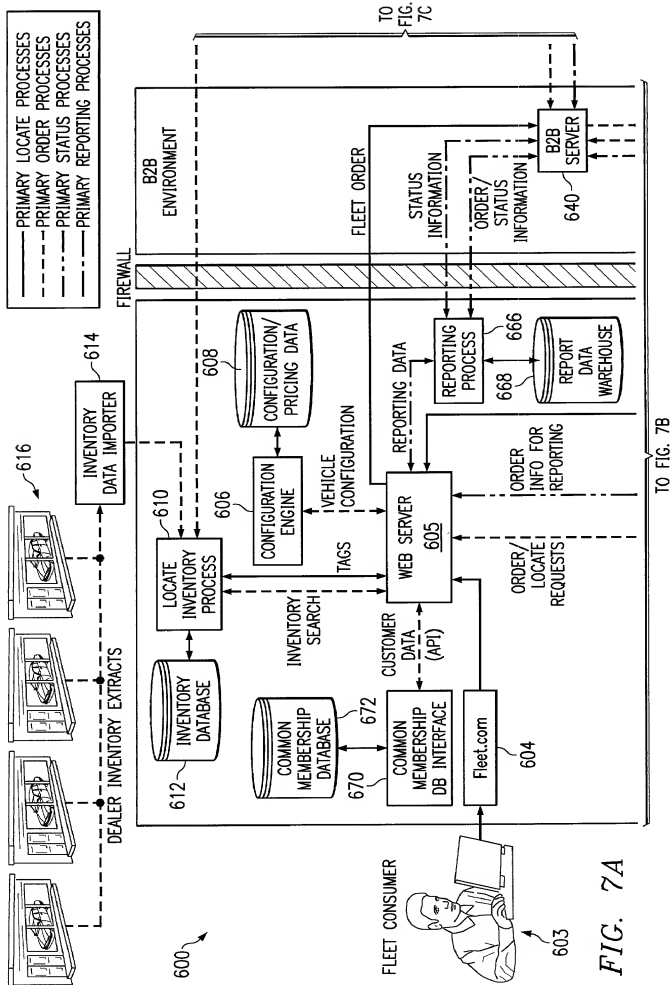 PRIMARY LOCATE PROCESSES
PRIMARY ORDER PROCESSES
PRIMARY STATUS PROCESSES
PRIMARY REPORTING PROCESSES
616
DEALER INVENTORY EXTRACTS
INVENTORY
DATA IMPORTER
614
FIREWALL
B2B
ENVIRONMENT
TO FIG.
7C
600
612
INVENTORY
DATABASE
610
LOCATE
INVENTORY
PROCESS
606
CONFIGURATION
ENGINE
608
CONFIGURATION/
PRICING DATA
INVENTORY
SEARCH
TAGS
VEHICLE
CONFIGURATION
FLEET ORDER
COMMON
MEMBERSHIP
DATABASE
672
670
COMMON
MEMBERSHIP
DB INTERFACE
CUSTOMER
DATA
(API)
WEB SERVER
605
REPORTING DATA
REPORTING
PROCESS
666
668
REPORT
DATA
WAREHOUSE
STATUS
INFORMATION
ORDER/
STATUS
INFORMATION
B2B
SERVER
640
FLEET CONSUMER
603
Fleet.com
604
ORDER/
LOCATE
REQUESTS
ORDER
INFO FOR
REPORTING
TO FIG. 7B
FIG. 7A